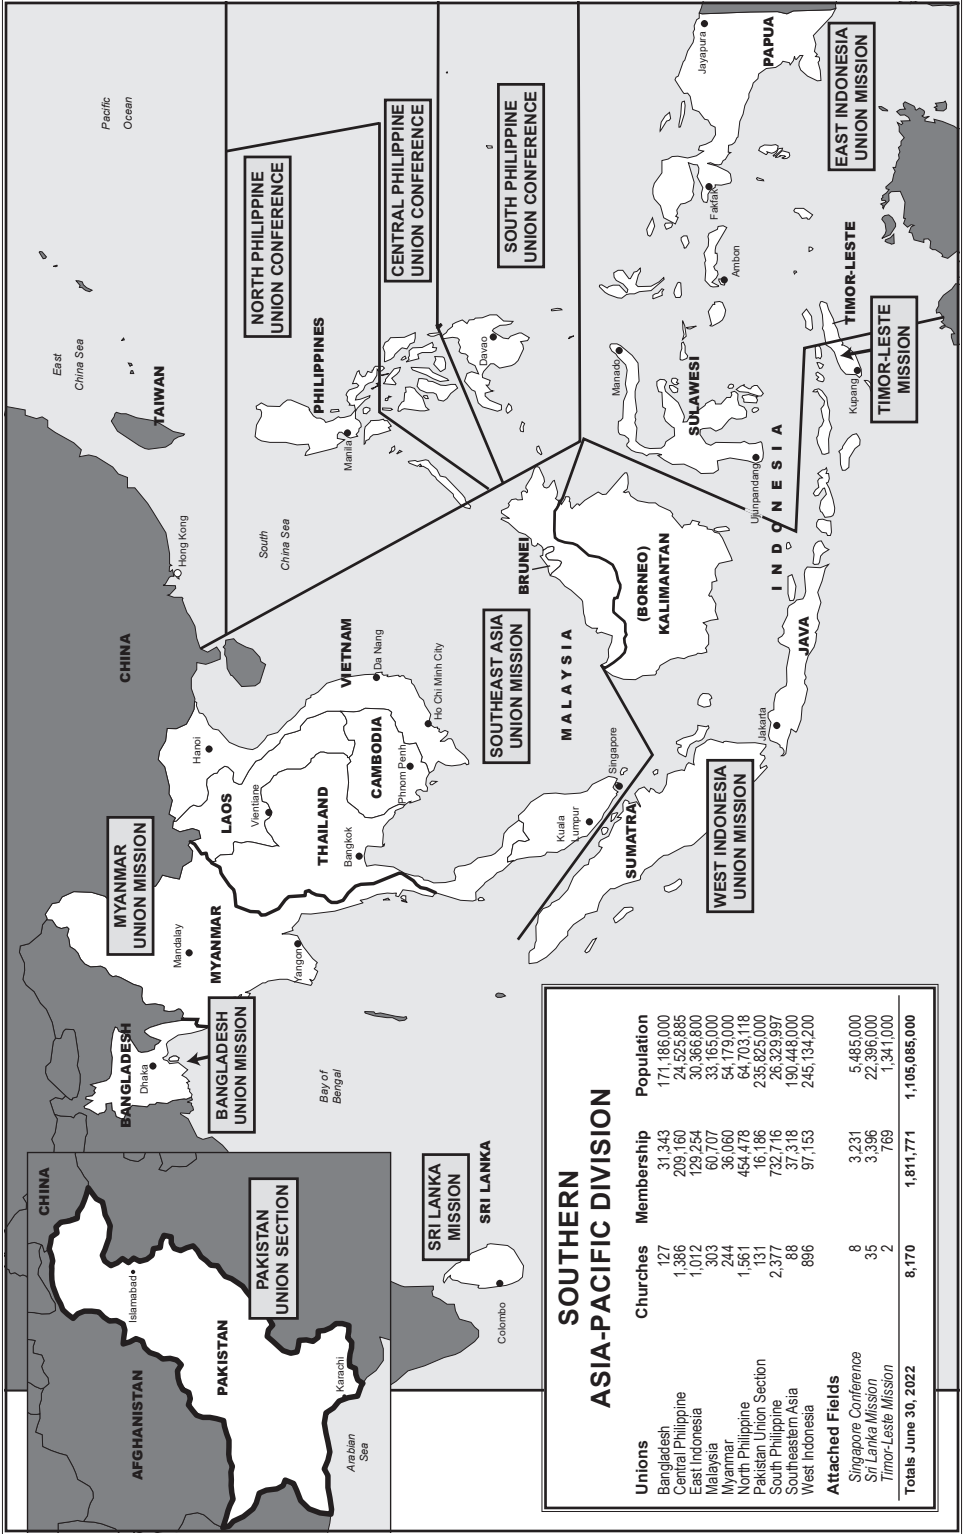 Pacific
Ocean
East
China Sea
TAIWAN
NORTH PHILIPPINE
UNION CONFERENCE
CENTRAL PHILIPPINE
UNION CONFERENCE
SOUTH PHILIPPINE
UNION CONFERENCE
PHILIPPINES
Manila
Davao
Jayapura
PAPUA
EAST INDONESIA
UNION MISSION
Fakfak
Ambon
Manado
SULAWESI
Ujunpandang
TIMOR-LESTE
TIMOR-LESTE
MISSION
Kupang
INDONESIA
CHINA
Hong Kong
South
China Sea
BRUNEI
(BORNEO)
KALIMANTAN
JAVA
Jakarta
SOUTHEAST ASIA
UNION MISSION
MALAYSIA
VIETNAM
Da Nang
Ho Chi Minh City
Hanoi
LAOS
Vientiane
THAILAND
Bangkok
CAMBODIA
Phnom Penh
Kuala
Lumpur
Singapore
SUMATRA
WEST INDONESIA
UNION MISSION
MYANMAR
UNION MISSION
Mandalay
MYANMAR
Yangon
BANGLADESH
Dhaka
BANGLADESH
UNION MISSION
Bay of
Bengal
CHINA
PAKISTAN
UNION SECTION
Islamabad
AFGHANISTAN
PAKISTAN
Karachi
Arabian
Sea
SRI LANKA
MISSION
SRI LANKA
Colombo
SOUTHERN
ASIA-PACIFIC DIVISION
Unions Churches Membership Population
Bangladesh 127 31,343 171,186,000
Central Philippine 1,386 209,160 24,525,885
East Indonesia 1,012 129,254 30,366,800
Malaysia 303 60,707 33,165,000
Myanmar 244 36,060 54,179,000
North Philippine 1,561 454,478 64,703,118
Pakistan Union Section 131 16,186 235,825,000
South Philippine 2,377 732,716 26,329,997
Southeastern Asia 88 37,318 190,448,000
West Indonesia 896 97,153 245,134,200
Attached Fields
Singapore Conference 8 3,231 5,485,000
Sri Lanka Mission 35 3,396 22,396,000
Timor-Leste Mission 2 769 1,341,000
Totals June 30, 2022 8,170 1,811,771 1,105,085,000